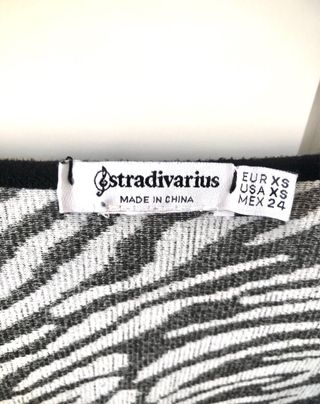 stradivarius
MADE IN CHINA
EUR XS
USA XS
MEX 24